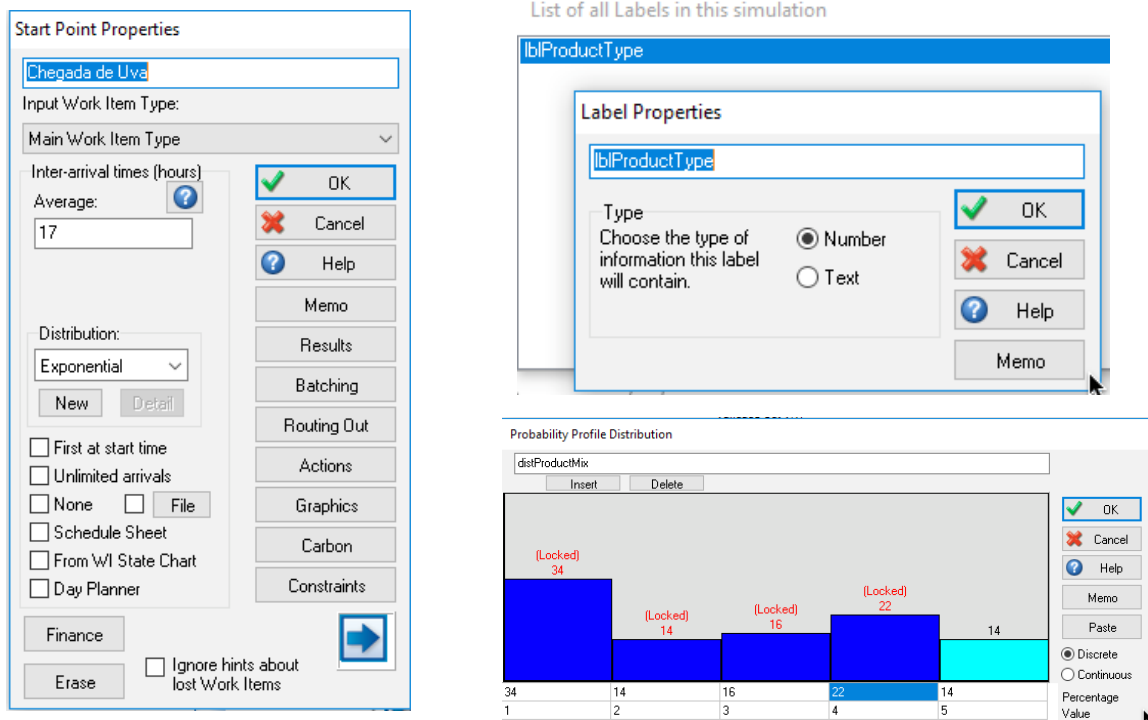 Start Point Properties
Chegada de Uva
Input Work Item Type:
Main Work Item Type
Inter-arrival times (hours)
Average:
17
Distribution:
Exponential
New
Detail
First at start time
Unlimited arrivals
None
File
Schedule Sheet
From WI State Chart
Day Planner
OK
Cancel
Help
Memo
Results
Batching
Routing Out
Actions
Graphics
Carbon
Constraints
Finance
Erase
Ignore hints about
lost Work Items
List of all Labels in this simulation
lblProductType
Label Properties
lblProductType
Type
Choose the type of
information this label
will contain.
Number
Text
OK
Cancel
Help
Memo
Probability Profile Distribution
distProductMix
Insert
Delete
(Locked)
34
(Locked)
14
(Locked)
16
(Locked)
22
14
34 14 16 22 14
1 2 3 4 5
OK
Cancel
Help
Memo
Paste
Discrete
Continuous
Percentage
Value